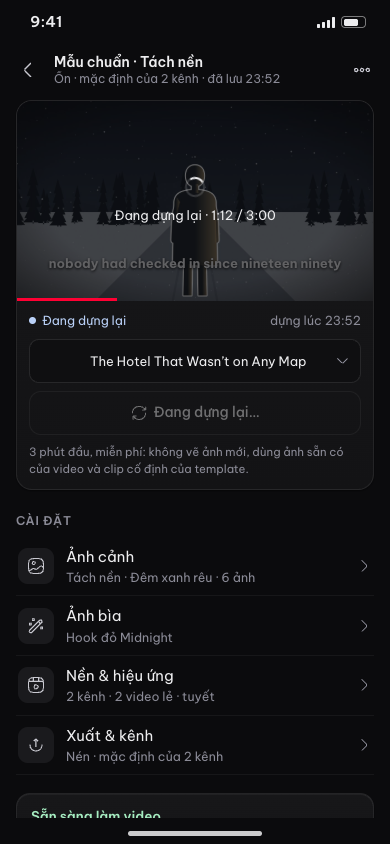 9:41
Mẫu chuẩn · Tách nền
Ổn · mặc định của 2 kênh · đã lưu 23:52
Đang dựng lại · 1:12 / 3:00
nobody had checked in since nineteen ninety
Đang dựng lại
dựng lúc 23:52
The Hotel That Wasn't on Any Map
Đang dựng lại...
3 phút đầu, miễn phí: không vẽ ảnh mới, dùng ảnh sẵn có
của video và clip cố định của template.
CÀI ĐẶT
Ảnh cảnh
Tách nền · Đêm xanh rêu · 6 ảnh
Ảnh bìa
Hook đỏ Midnight
Nền & hiệu ứng
2 kênh · 2 video lẻ · tuyết
Xuất & kênh
Nén · mặc định của 2 kênh
Sẵn sàng làm video